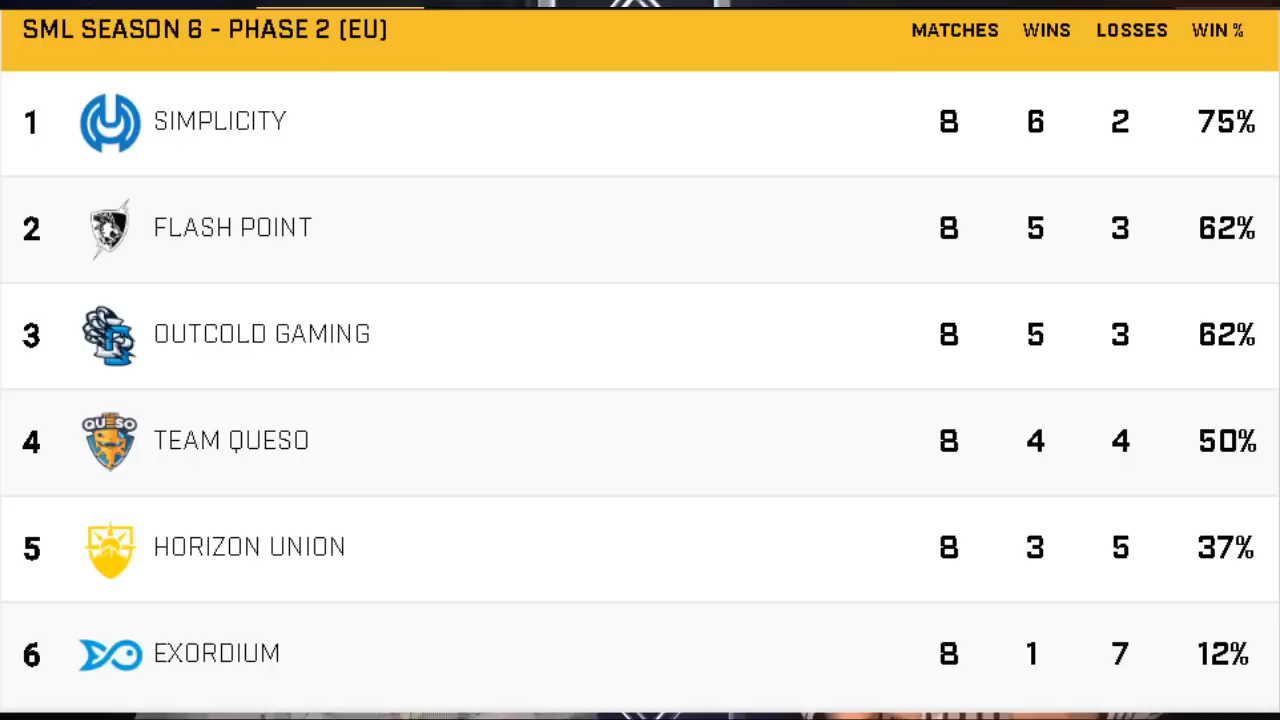 SML SEASON 6 - PHASE 2 (EU) MATCHES WINS LOSSES WIN %
1 SIMPLICITY 8 6 2 75%
2 FLASH POINT 8 5 3 62%
3 OUTCOLD GAMING 8 5 3 62%
4 QUESO TEAM QUESO 8 4 4 50%
5 HORIZON UNION 8 3 5 37%
6 EXORDIUM 8 1 7 12%